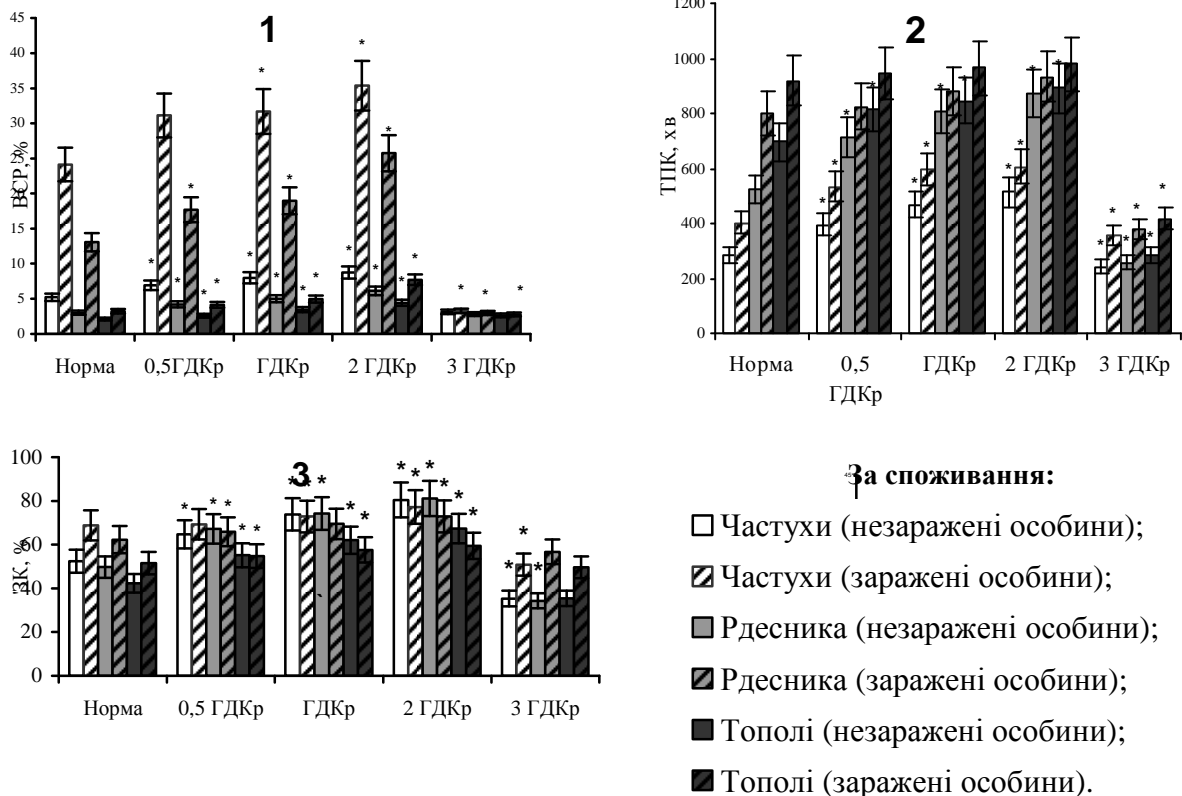 1
ВСР, %
45
40
35
30
25
20
15
10
5
0
Норма 0,5ГДКр ГДКр 2 ГДКр 3 ГДКр
2
ТПК, хв
1200
1000
800
600
400
200
0
Норма 0,5 ГДКр 2 ГДКр 3 ГДКр
ГДКр
3
ЗК, %
100
80
60
40
20
0
Норма 0,5 ГДКр ГДКр 2 ГДКр 3 ГДКр
За споживання:
Частухи (незаражені особини);
Частухи (заражені особини);
Рдесника (незаражені особини);
Рдесника (заражені особини);
Тополі (незаражені особини);
Тополі (заражені особини).